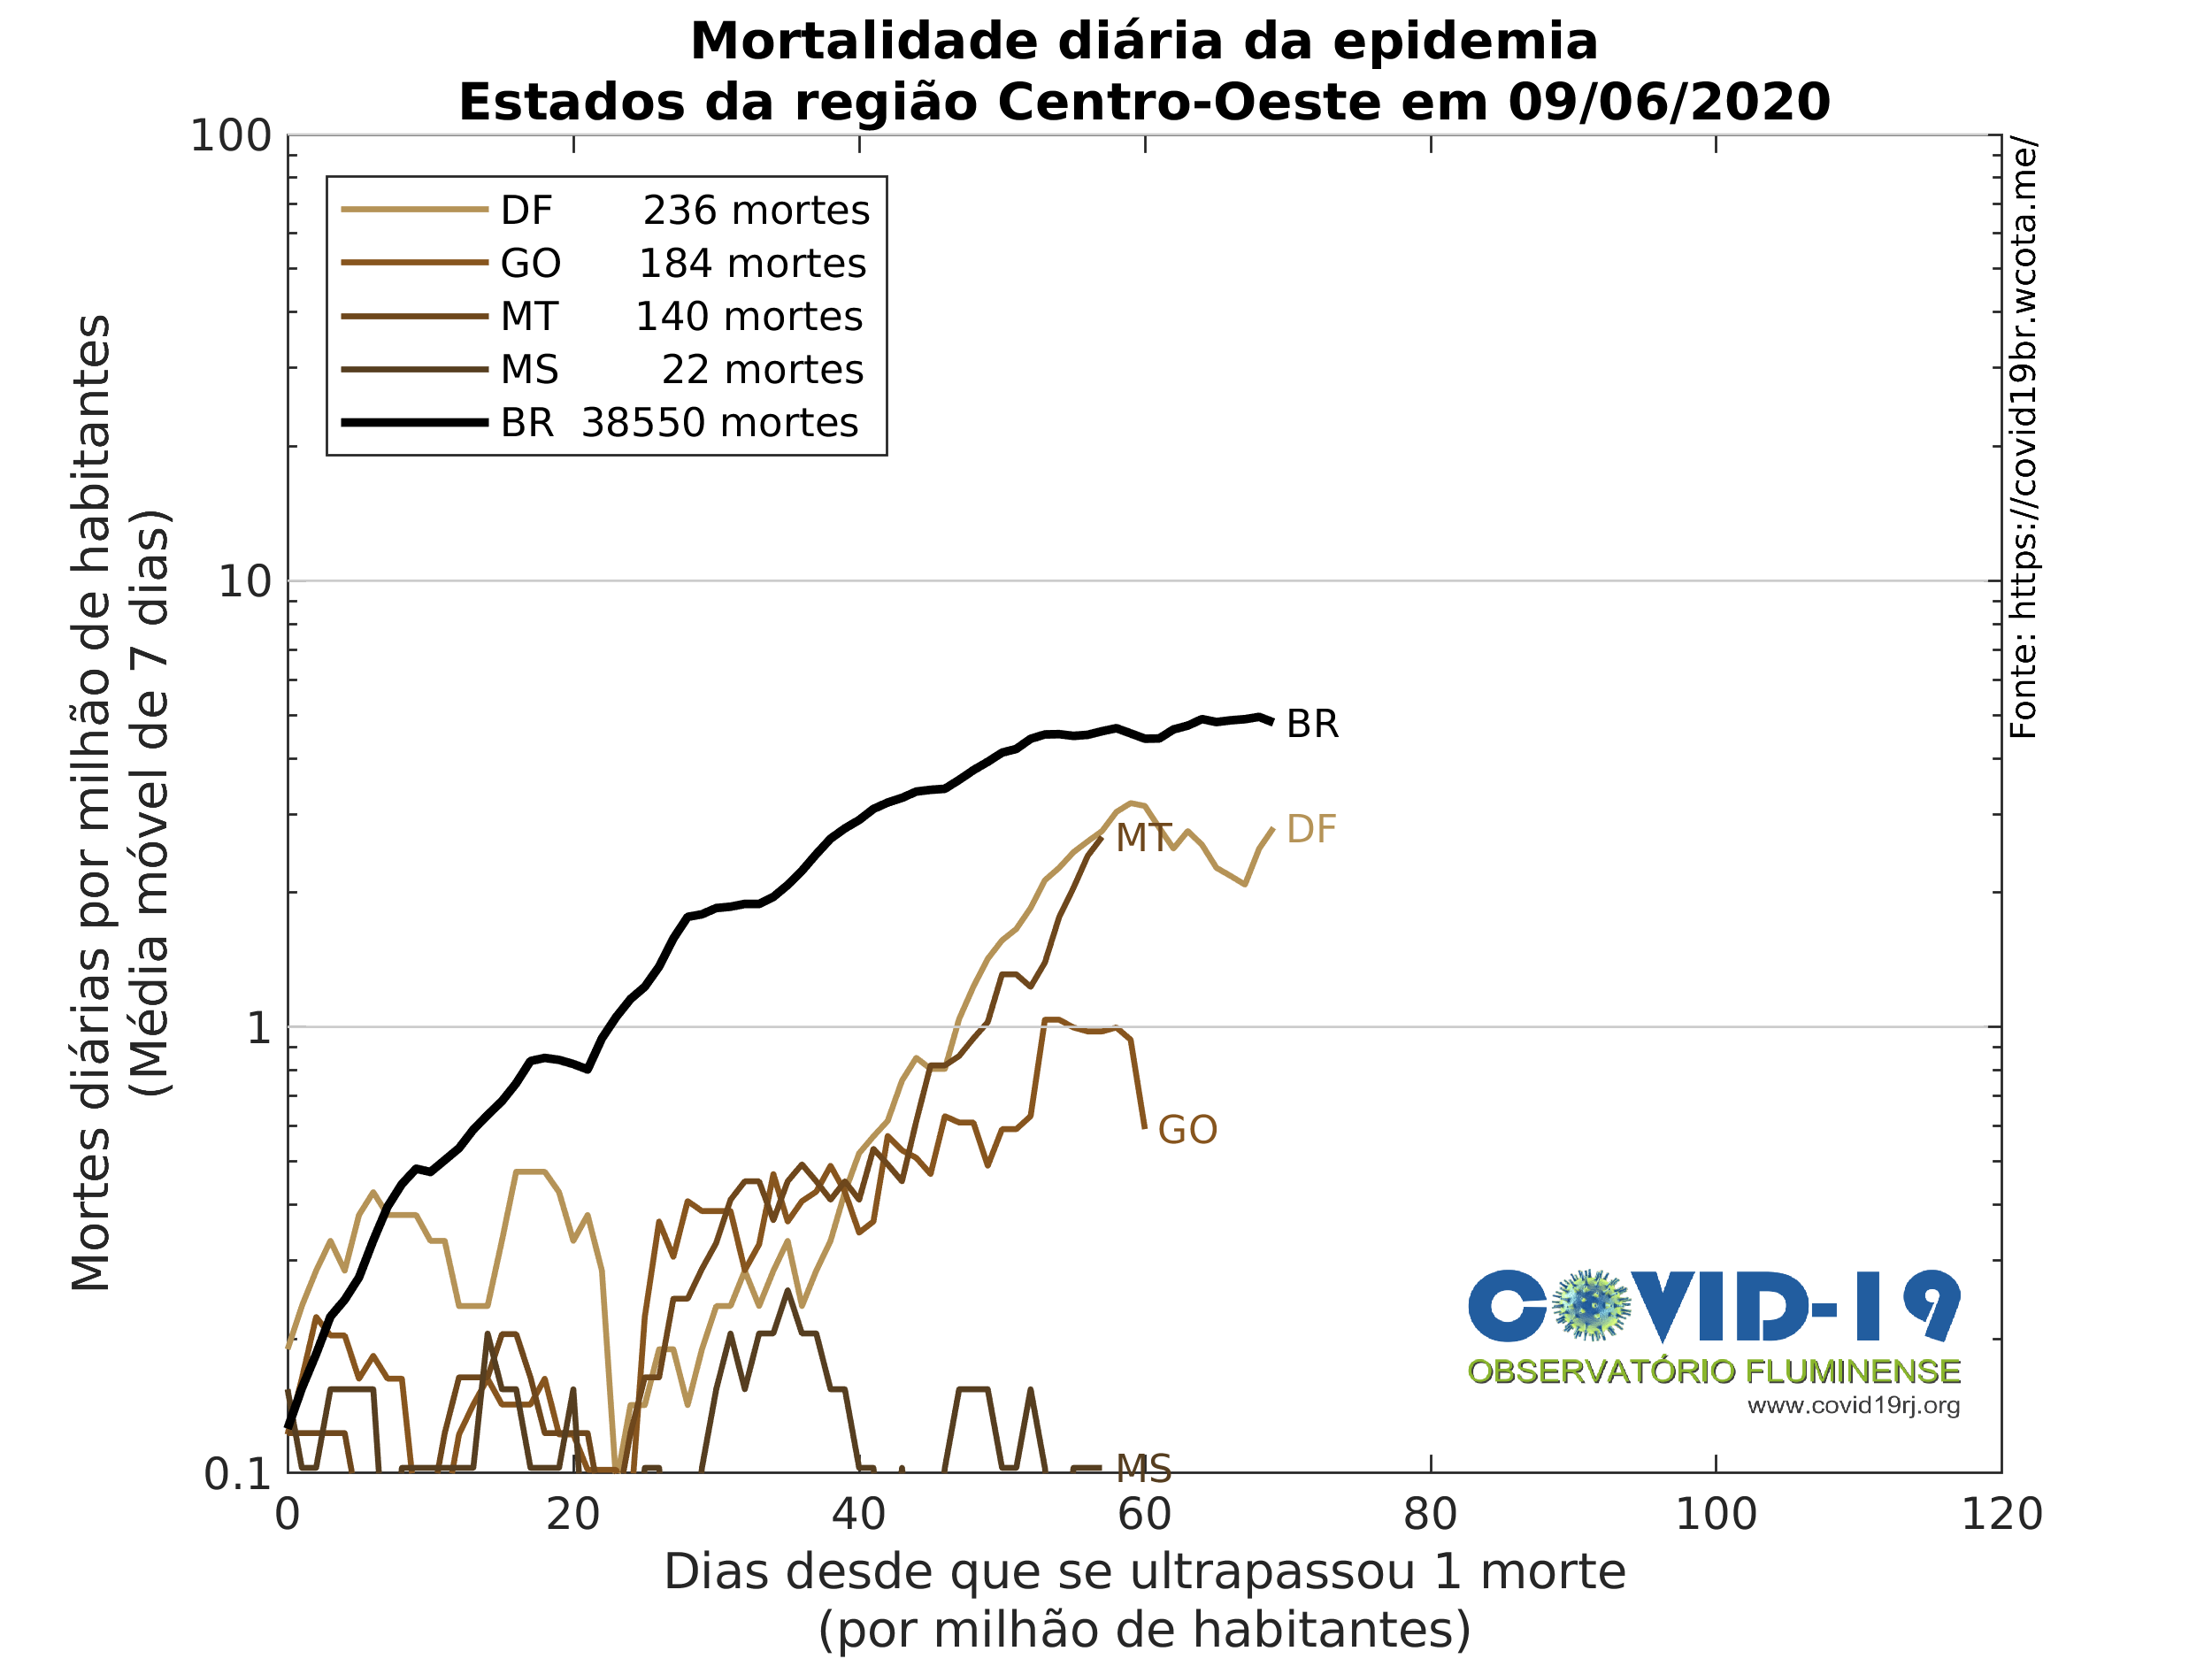 Mortalidade diária da epidemia
Estados da região Centro-Oeste em 09/06/2020
DF 236 mortes
GO 184 mortes
MT 140 mortes
MS 22 mortes
BR 38550 mortes
Mortes diárias por milhão de habitantes
(Média móvel de 7 dias)
100
10
1
0.1
BR
DF
MT
GO
MS
Fonte: https://covid19br.wcota.me/
COVID-19
OBSERVATÓRIO FLUMINENSE
www.covid19rj.org
0 20 40 60 80 100 120
Dias desde que se ultrapassou 1 morte
(por milhão de habitantes)